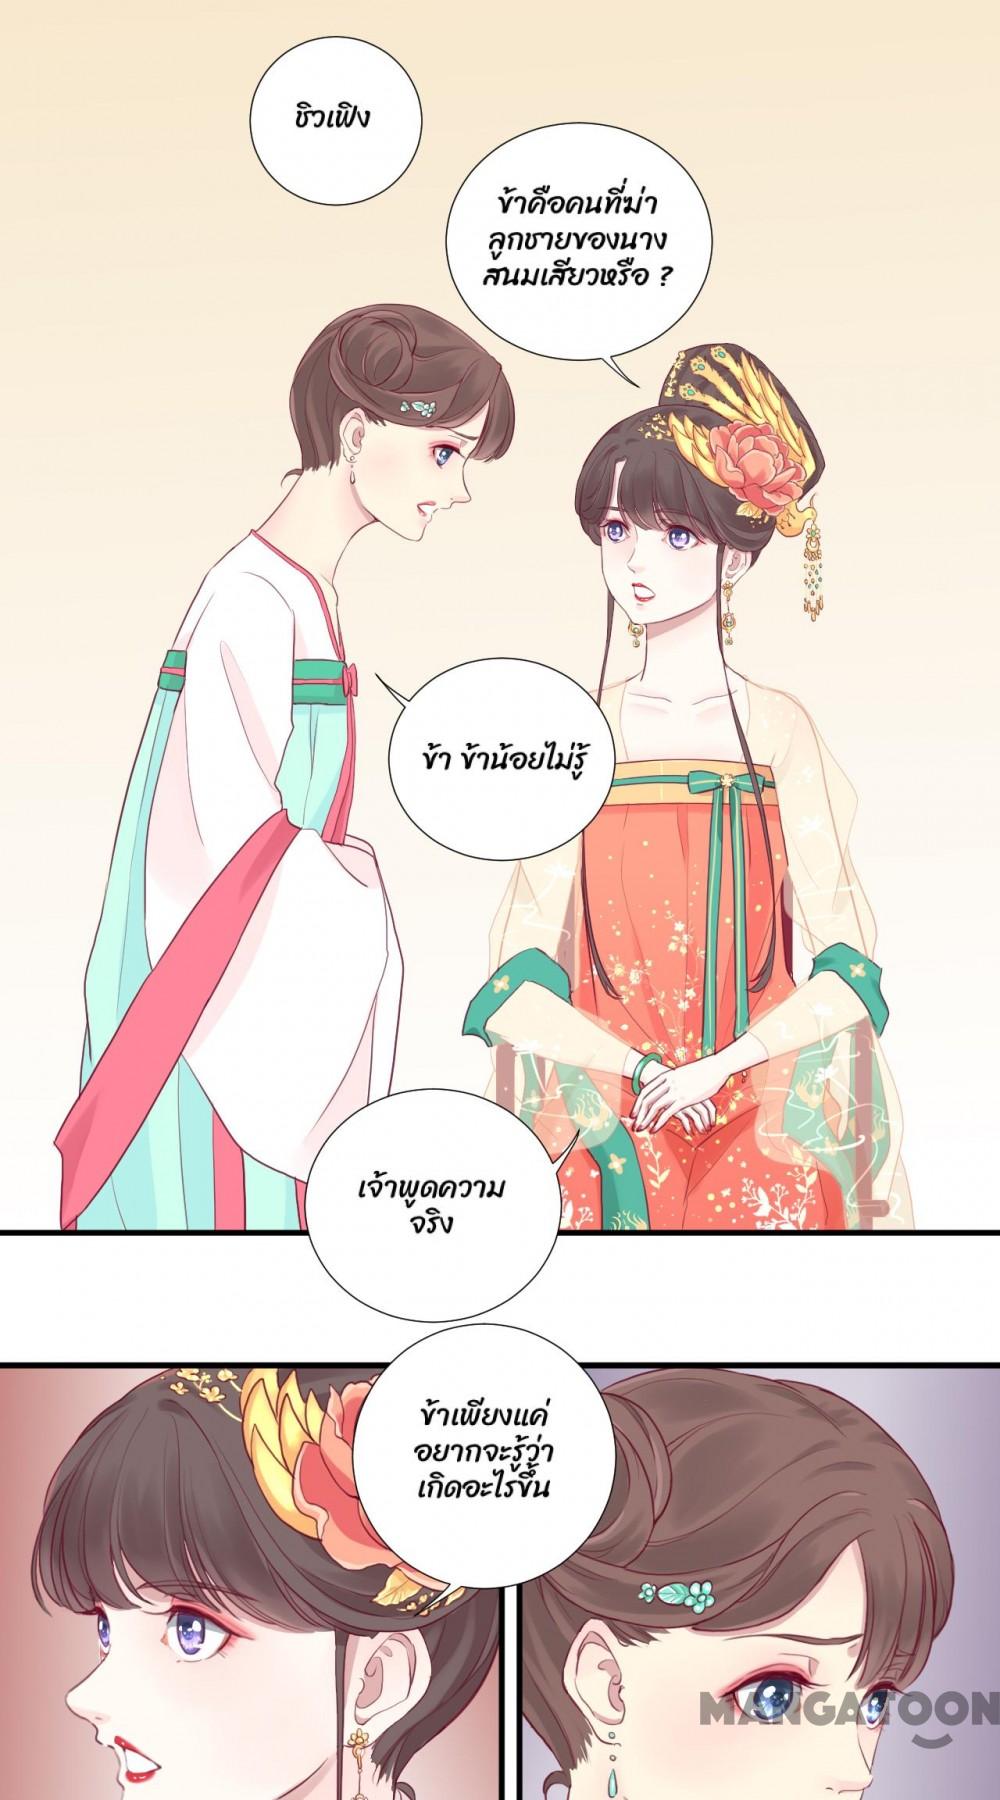 ชิวเฟิง
ข้าคือคนที่ฆ่า
ลูกชายของนาง
สนมเสียวหรือ ?
ข้า ข้าน้อยไม่รู้
เจ้าพูดความ
จริง
ข้าเพียงแค่
อยากจะรู้ว่า
เกิดอะไรขึ้น
MANGATOON